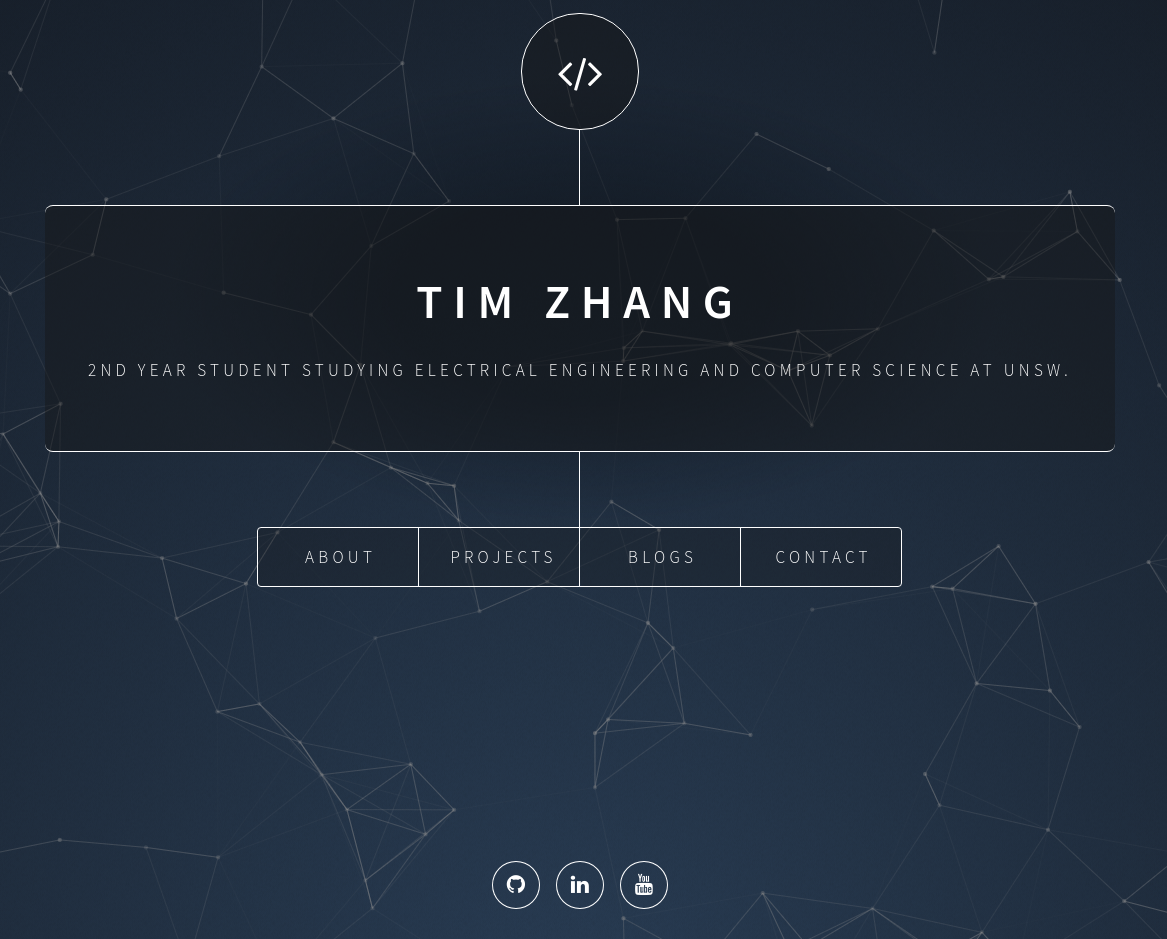 </>
TIM ZHANG
2ND YEAR STUDENT STUDYING ELECTRICAL ENGINEERING AND COMPUTER SCIENCE AT UNSW.
ABOUT PROJECTS BLOGS CONTACT
in You Tube